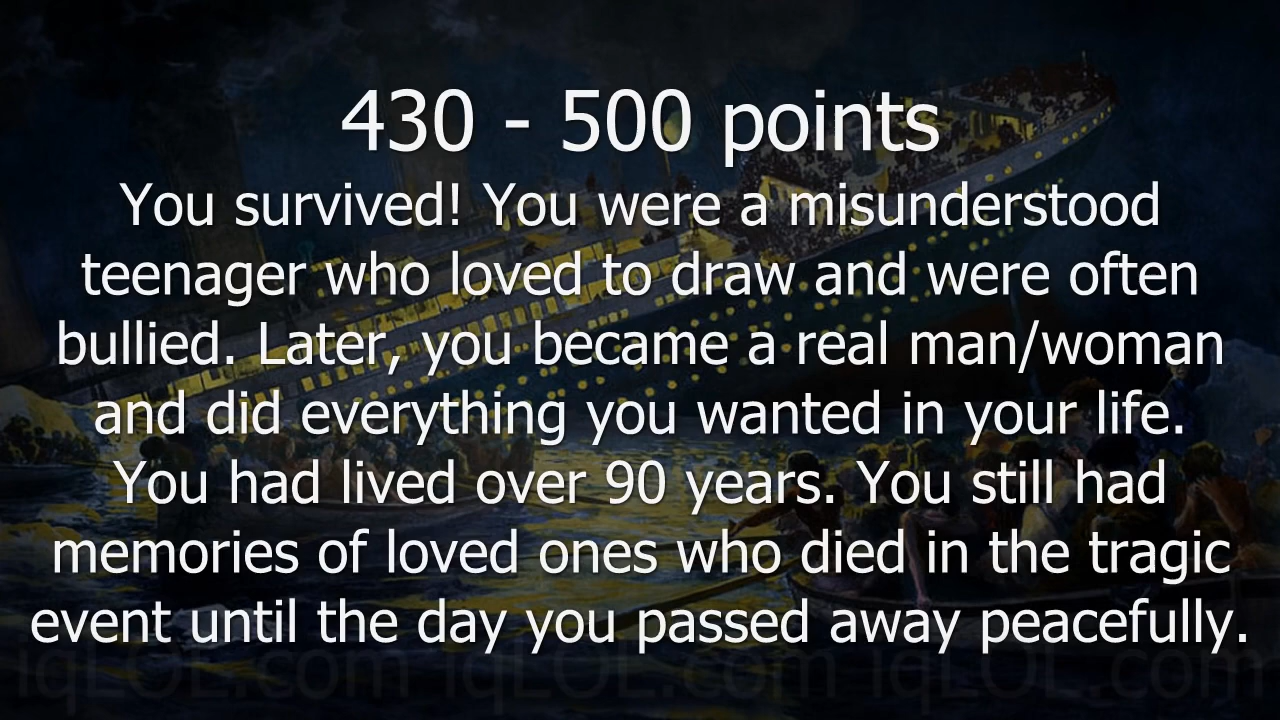 430 - 500 points
You survived! You were a misunderstood
teenager who loved to draw and were often
bullied. Later, you became a real man/woman
and did everything you wanted in your life.
You had lived over 90 years. You still had
memories of loved ones who died in the tragic
event until the day you passed away peacefully.
iqLOL.com iqLOL.com iqLOL.com